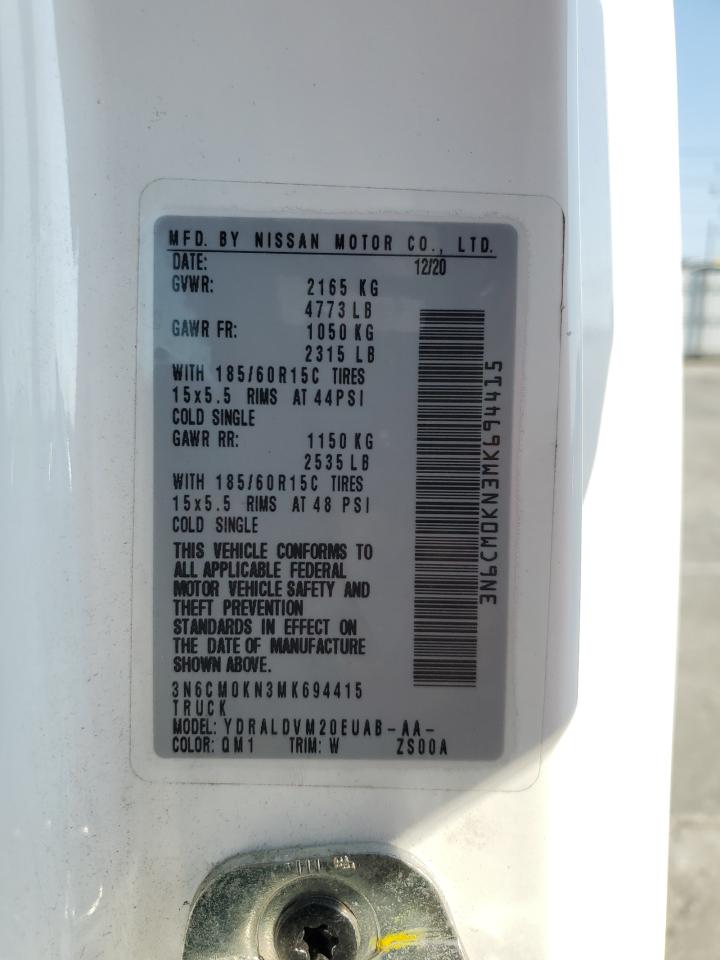 MFD. BY NISSAN MOTOR CO., LTD.
DATE: 12/20
GVWR: 2165 KG
4773 LB
GAWR FR: 1050 KG
2315 LB
WITH 185/60R15C TIRES
15x5.5 RIMS AT 44PSI
COLD SINGLE
GAWR RR: 1150 KG
2535 LB
WITH 185/60R15C TIRES
15x5.5 RIMS AT 48 PSI
COLD SINGLE
THIS VEHICLE CONFORMS TO
ALL APPLICABLE FEDERAL
MOTOR VEHICLE SAFETY AND
THEFT PREVENTION
STANDARDS IN EFFECT ON
THE DATE OF MANUFACTURE
SHOWN ABOVE.
3N6CM0KN3MK694415
TRUCK
MODEL: YDRALDVM20EUAB-AA-
COLOR: QM1 TRIM: W ZS00A
3N6CM0KN3MK694415